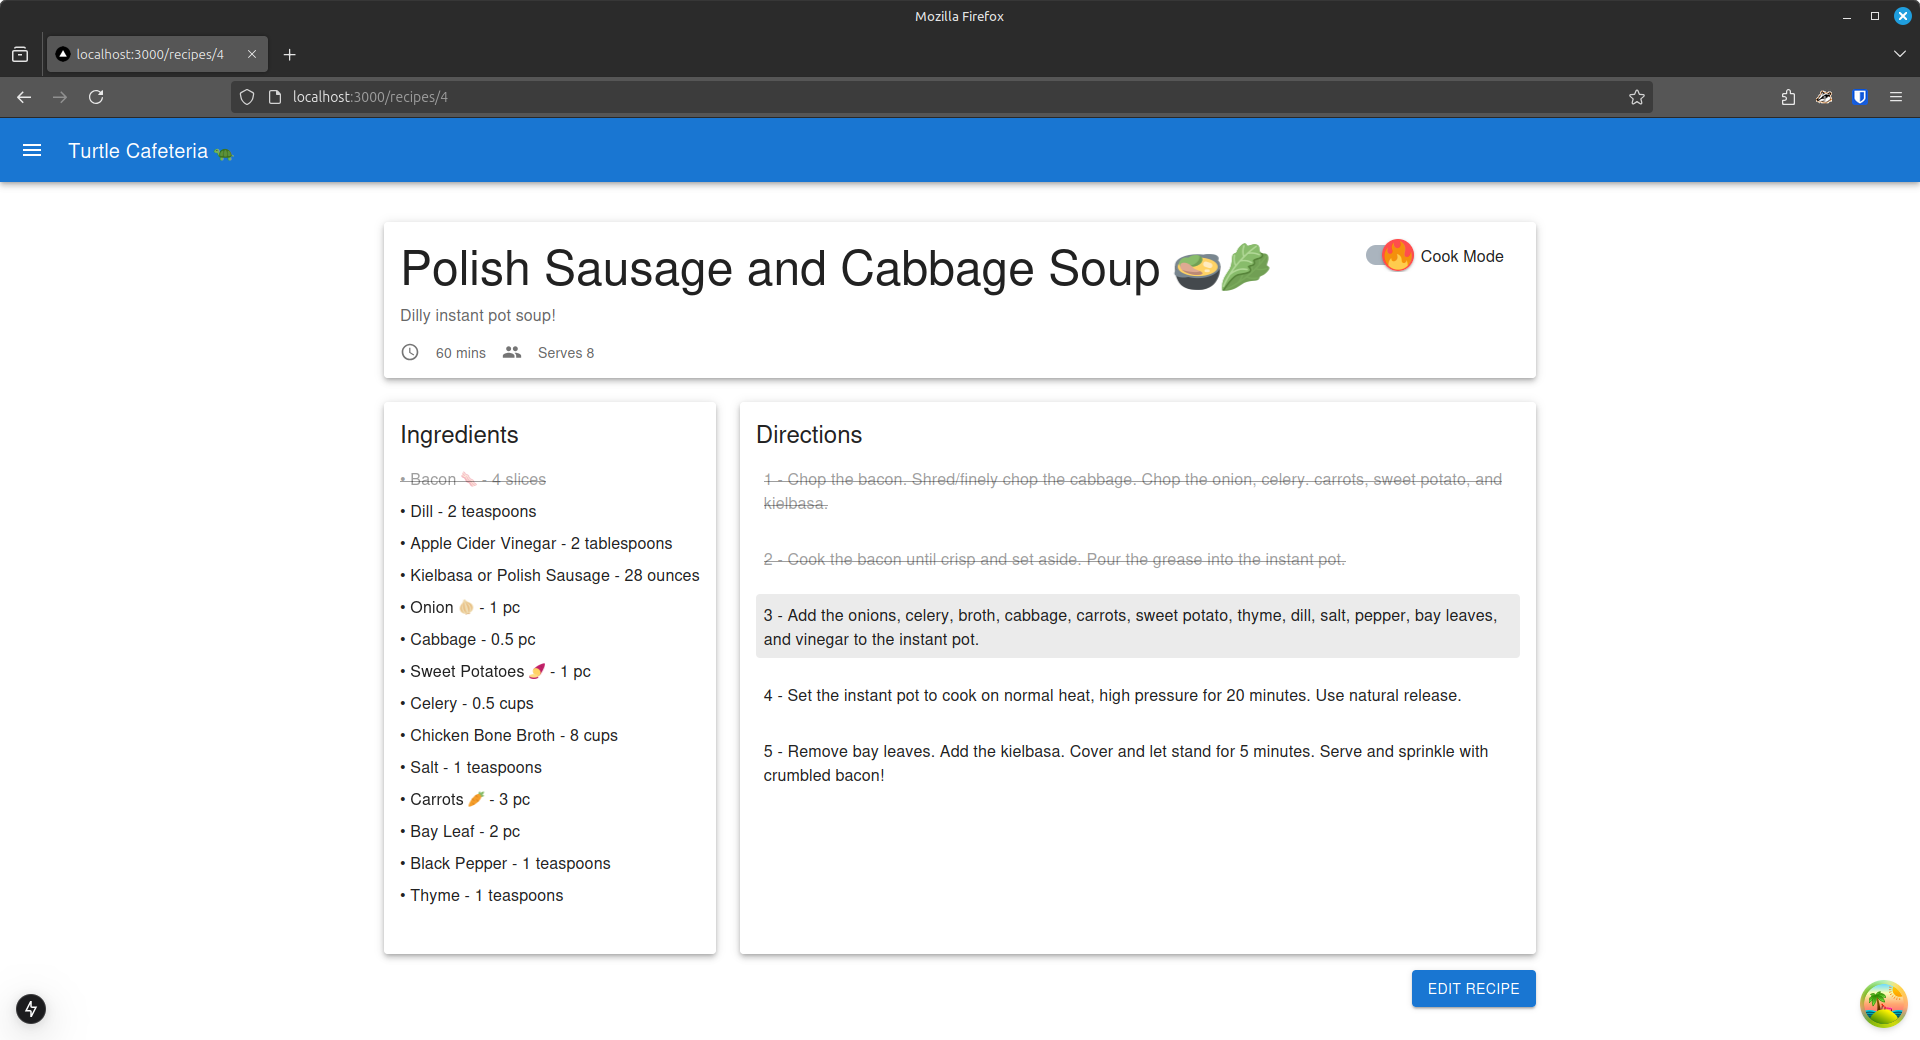 Mozilla Firefox
localhost:3000/recipes/4
localhost:3000/recipes/4
Turtle Cafeteria 🐢
Polish Sausage and Cabbage Soup 🍲🥬
Cook Mode
Dilly instant pot soup!
60 mins Serves 8
Ingredients
• Bacon 🥓 - 4 slices
• Dill - 2 teaspoons
• Apple Cider Vinegar - 2 tablespoons
• Kielbasa or Polish Sausage - 28 ounces
• Onion 🧅 - 1 pc
• Cabbage - 0.5 pc
• Sweet Potatoes 🍠 - 1 pc
• Celery - 0.5 cups
• Chicken Bone Broth - 8 cups
• Salt - 1 teaspoons
• Carrots 🥕 - 3 pc
• Bay Leaf - 2 pc
• Black Pepper - 1 teaspoons
• Thyme - 1 teaspoons
Directions
1 - Chop the bacon. Shred/finely chop the cabbage. Chop the onion, celery. carrots, sweet potato, and
kielbasa.
2 - Cook the bacon until crisp and set aside. Pour the grease into the instant pot.
3 - Add the onions, celery, broth, cabbage, carrots, sweet potato, thyme, dill, salt, pepper, bay leaves,
and vinegar to the instant pot.
4 - Set the instant pot to cook on normal heat, high pressure for 20 minutes. Use natural release.
5 - Remove bay leaves. Add the kielbasa. Cover and let stand for 5 minutes. Serve and sprinkle with
crumbled bacon!
EDIT RECIPE